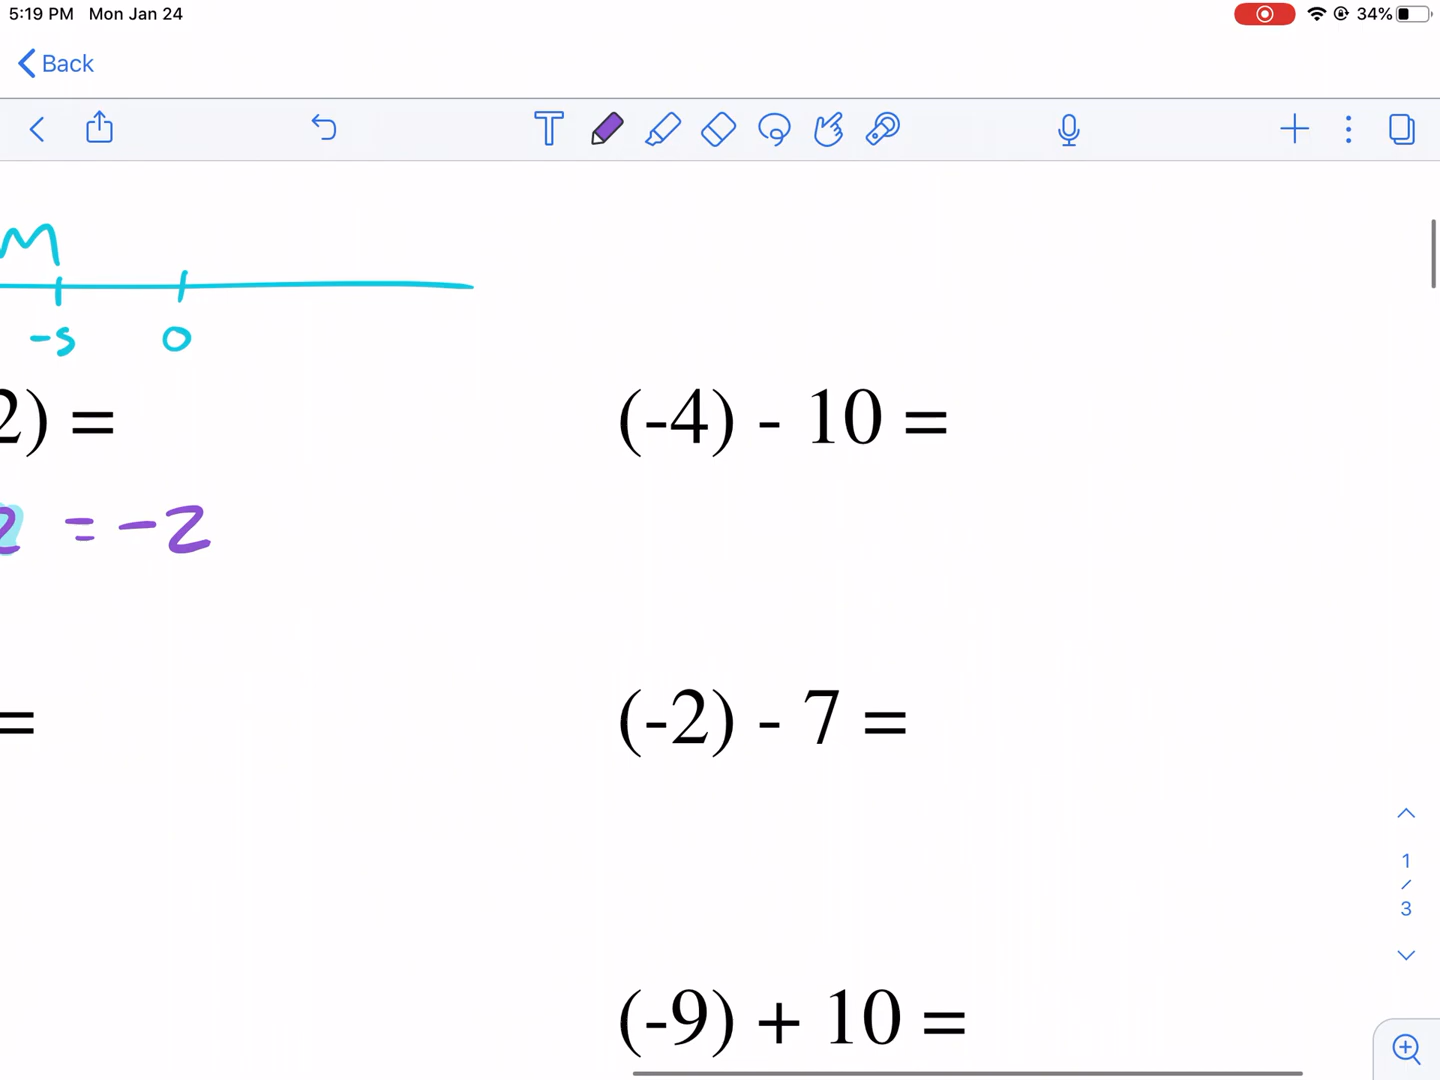 5:19 PM Mon Jan 24
34%
Back
-5
0
2) =
(-4) - 10 =
2 = -2
=
(-2) - 7 =
1
/
3
(-9) + 10 =